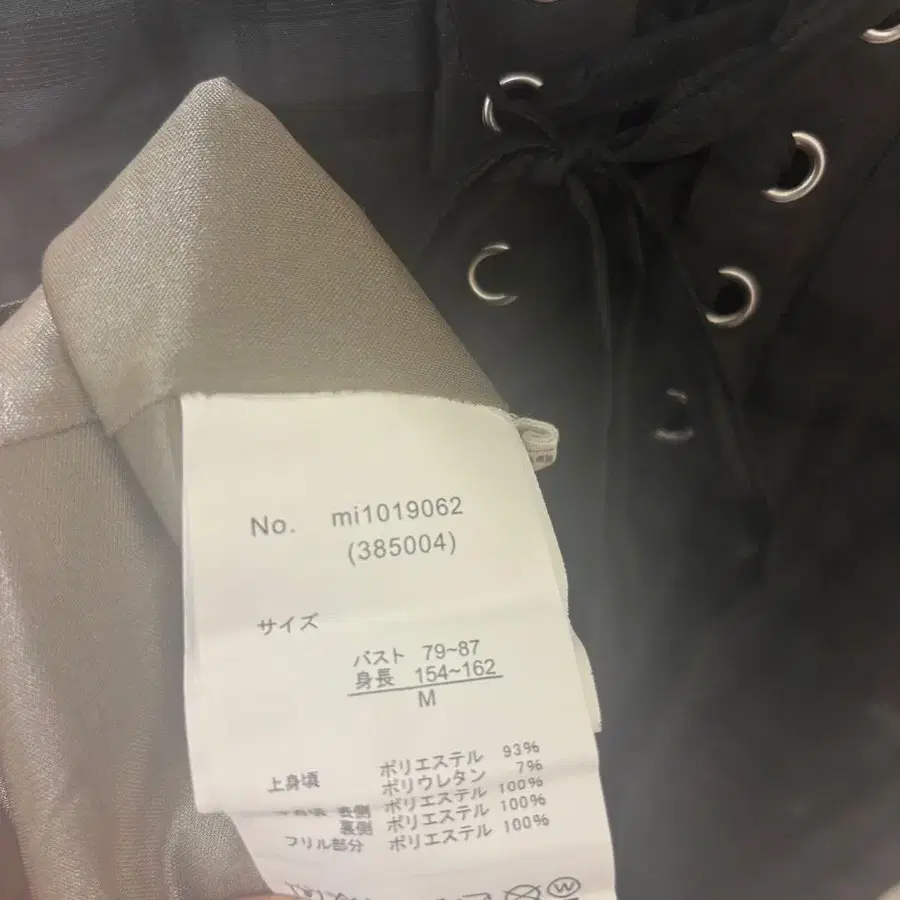 No. mi1019062
(385004)
サイズ
バスト 79~87
身長 154~162
M
上身頃 ポリエステル 93%
ポリウレタン 7%
表側 ポリエステル 100%
裏側 ポリエステル 100%
フリル部分 ポリエステル 100%
W